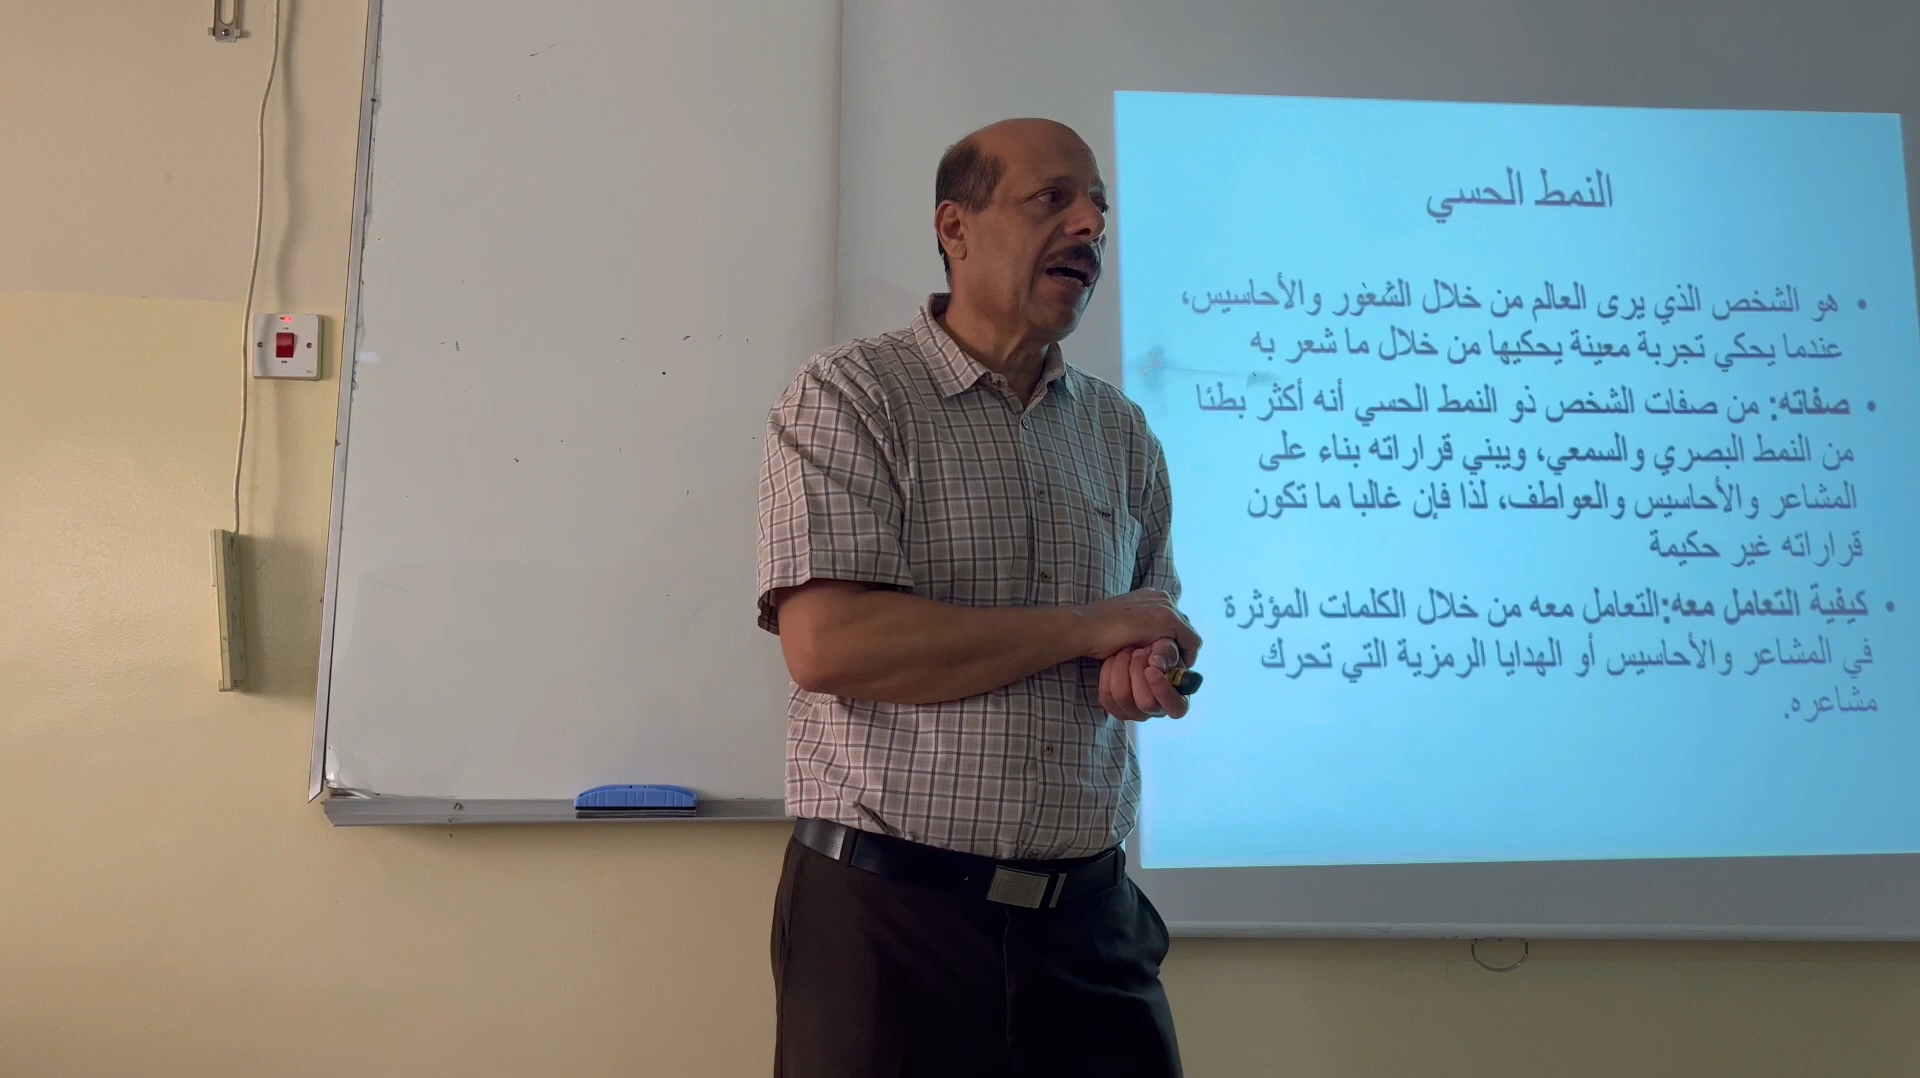 النمط الحسي
• هو الشخص الذي يرى العالم من خلال الشعور والأحاسيس،
عندما يحكي تجربة معينة يحكيها من خلال ما شعر به
• صفاته: من صفات الشخص ذو النمط الحسي أنه أكثر بطئا
من النمط البصري والسمعي، ويبني قراراته بناء على
المشاعر والأحاسيس والعواطف، لذا فإن غالبا ما تكون
قراراته غير حكيمة
• كيفية التعامل معه:التعامل معه من خلال الكلمات المؤثرة
في المشاعر والأحاسيس أو الهدايا الرمزية التي تحرك
مشاعره.